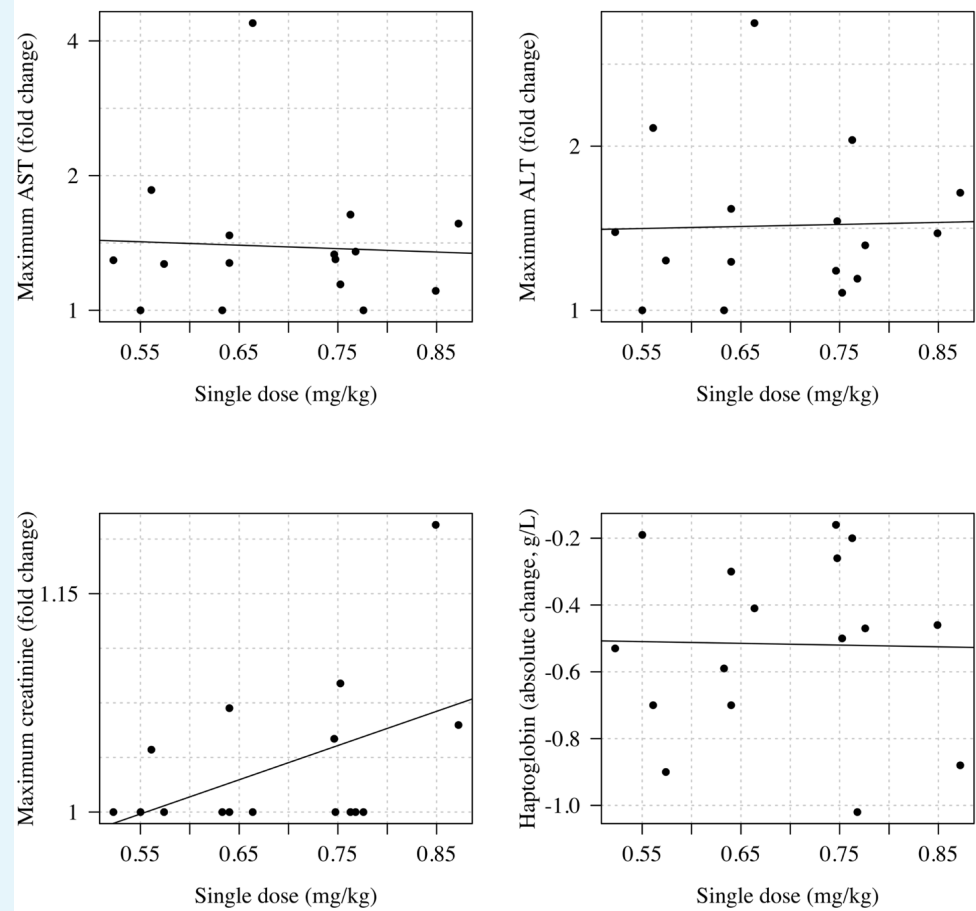 Maximum AST (fold change)
4
2
1
0.55 0.65 0.75 0.85
Single dose (mg/kg)
Maximum ALT (fold change)
2
1
0.55 0.65 0.75 0.85
Single dose (mg/kg)
Maximum creatinine (fold change)
1.15
1
0.55 0.65 0.75 0.85
Single dose (mg/kg)
Haptoglobin (absolute change, g/L)
-0.2
-0.4
-0.6
-0.8
-1.0
0.55 0.65 0.75 0.85
Single dose (mg/kg)